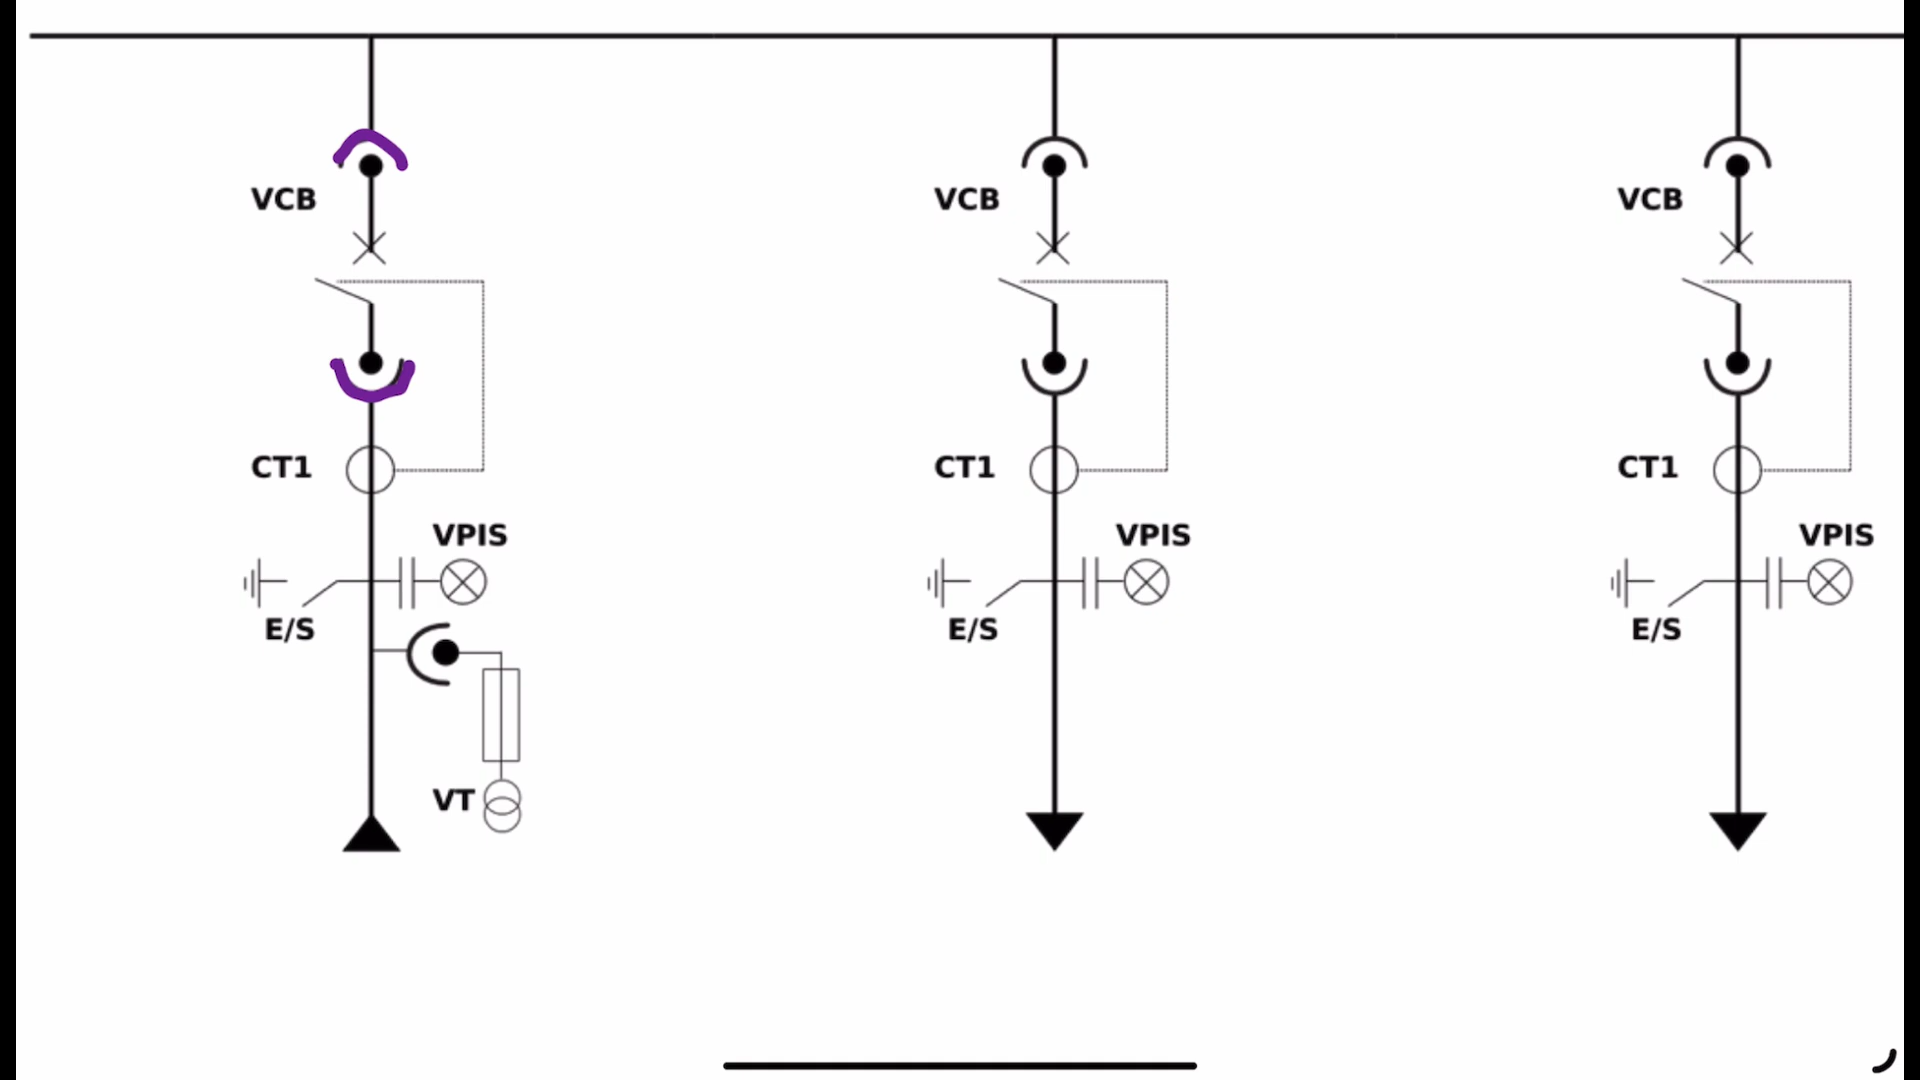 VCB VCB VCB
CT1 CT1 CT1
VPIS VPIS VPIS
E/S E/S E/S
VT